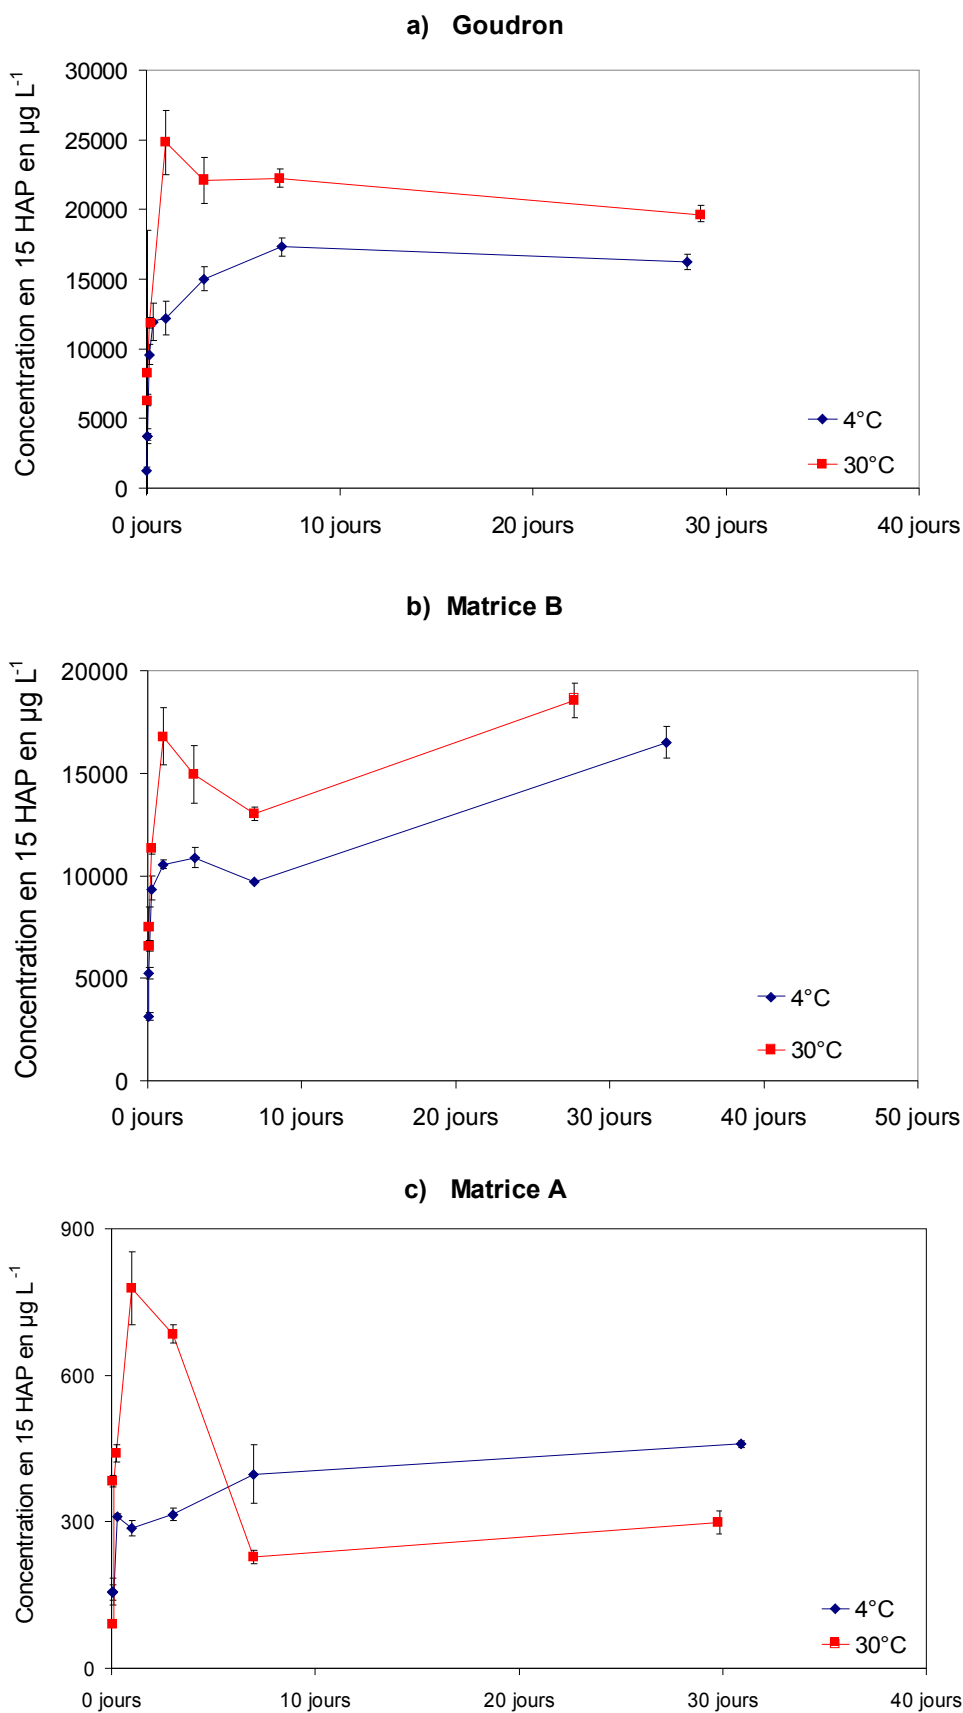 a) Goudron
Concentration en 15 HAP en µg L-1
30000
25000
20000
15000
10000
5000
0
0 jours 10 jours 20 jours 30 jours 40 jours
4°C
30°C
b) Matrice B
Concentration en 15 HAP en µg L-1
20000
15000
10000
5000
0
0 jours 10 jours 20 jours 30 jours 40 jours 50 jours
4°C
30°C
c) Matrice A
Concentration en 15 HAP en µg L-1
900
600
300
0
0 jours 10 jours 20 jours 30 jours 40 jours
4°C
30°C